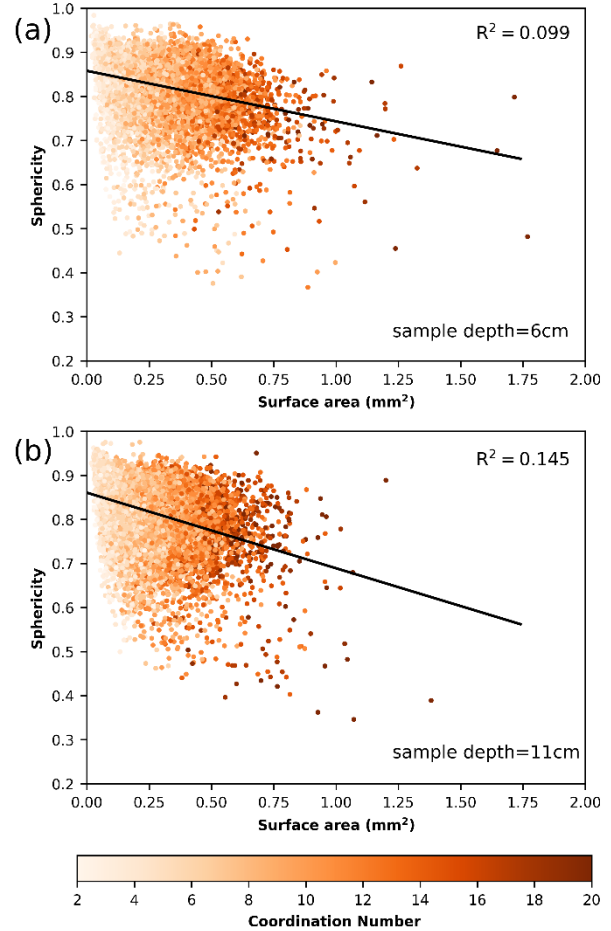 (a)
R² = 0.099
1.0
0.9
0.8
0.7
0.6
0.5
0.4
0.3
0.2
Sphericity
sample depth=6cm
0.00 0.25 0.50 0.75 1.00 1.25 1.50 1.75 2.00
Surface area (mm²)
(b)
R² = 0.145
1.0
0.9
0.8
0.7
0.6
0.5
0.4
0.3
0.2
Sphericity
sample depth=11cm
0.00 0.25 0.50 0.75 1.00 1.25 1.50 1.75 2.00
Surface area (mm²)
2 4 6 8 10 12 14 16 18 20
Coordination Number